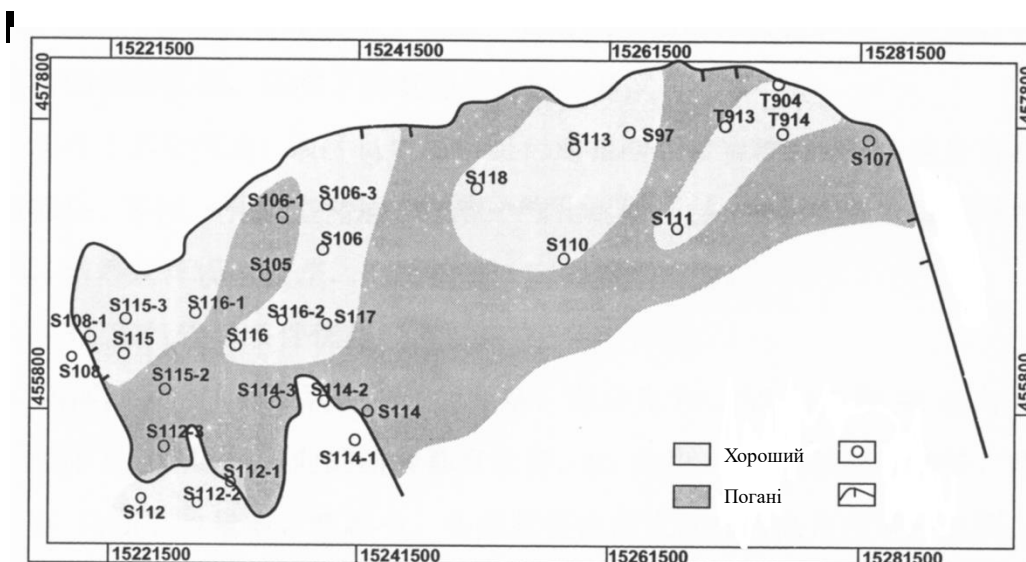 15221500 15241500 15261500 15281500
457800
457800
T904
T913 T914
S113 S97
S107
S118
S106-1 S106-3
S111
S106
S110
S105
S115-3 S116-1 S116-2
S108-1 S117
S116
S115
S108
455800
455800
S115-2
S114-3 S114-2
S114
S112-3
S114-1
Хороший
S112-1
S112-2
Погані
S112
15221500 15241500 15261500 15281500